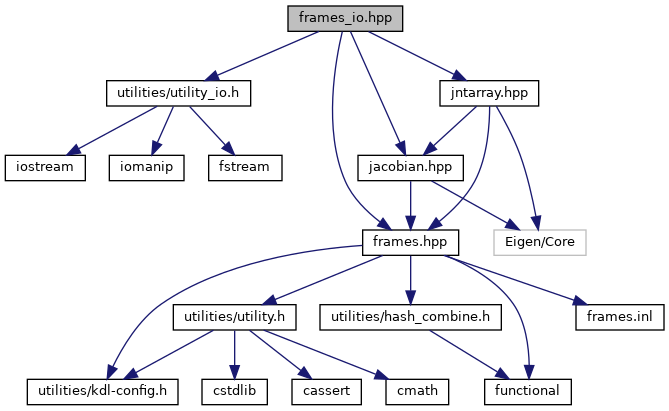 frames_io.hpp
utilities/utility_io.h
jntarray.hpp
iostream
iomanip
fstream
jacobian.hpp
frames.hpp
Eigen/Core
utilities/utility.h
utilities/hash_combine.h
frames.inl
utilities/kdl-config.h
cstdlib
cassert
cmath
functional